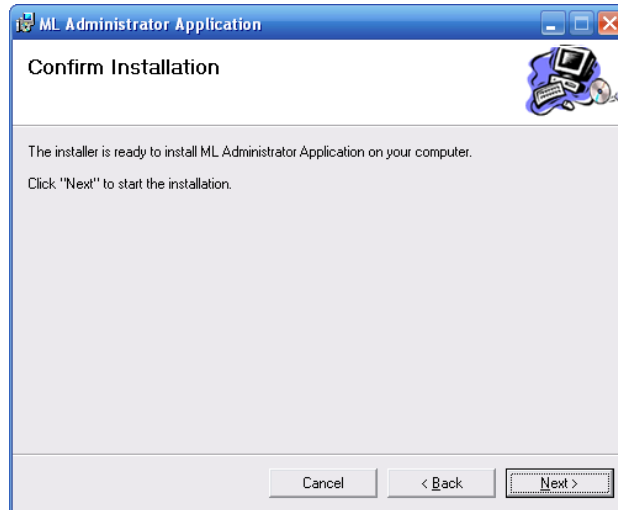 ML Administrator Application
Confirm Installation
The installer is ready to install ML Administrator Application on your computer.
Click "Next" to start the installation.
Cancel
< Back
Next >